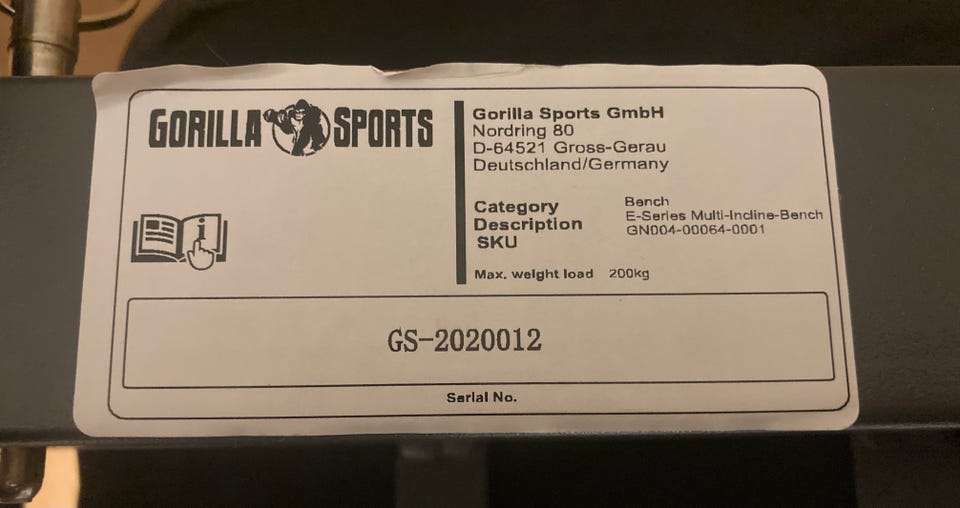 GORILLA SPORTS
Gorilla Sports GmbH
Nordring 80
D-64521 Gross-Gerau
Deutschland/Germany
Category Bench
Description E-Series Multi-Incline-Bench
SKU GN004-00064-0001
Max. weight load 200kg
i
GS-2020012
Serial No.